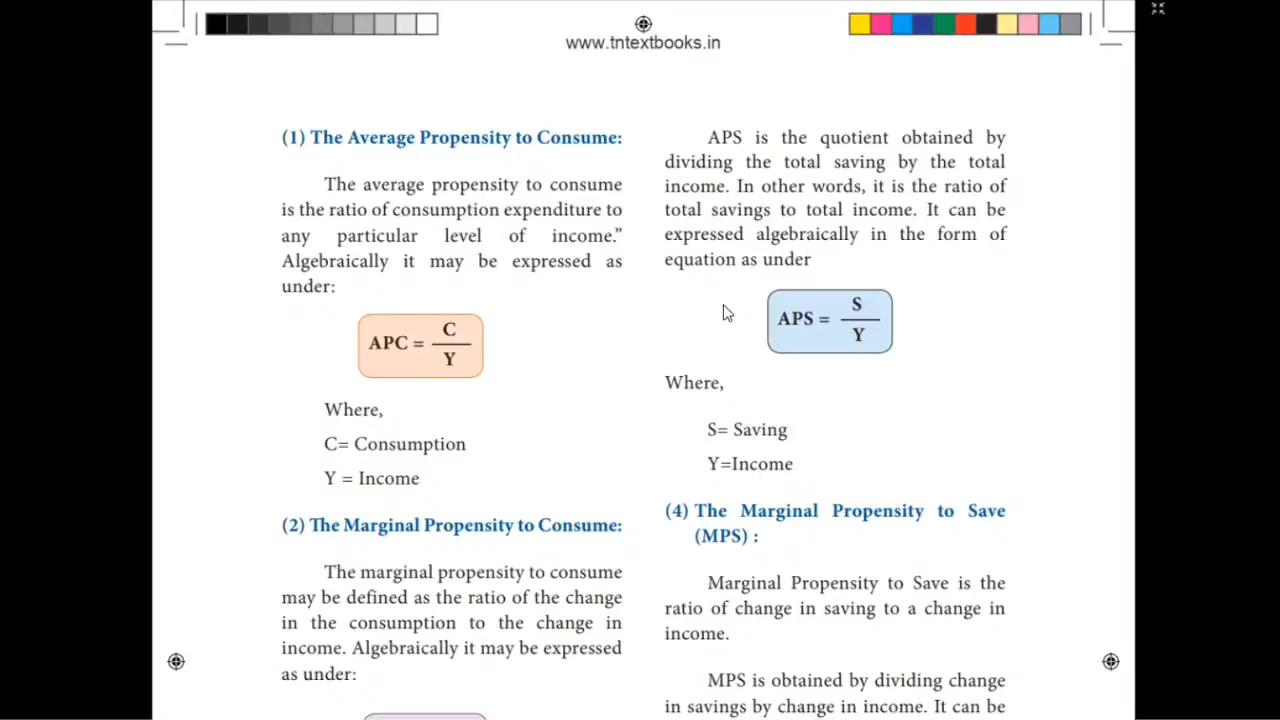 www.tntextbooks.in
(1) The Average Propensity to Consume:
The average propensity to consume
is the ratio of consumption expenditure to
any particular level of income.”
Algebraically it may be expressed as
under:
APC = C
Y
Where,
C= Consumption
Y = Income
(2) The Marginal Propensity to Consume:
The marginal propensity to consume
may be defined as the ratio of the change
in the consumption to the change in
income. Algebraically it may be expressed
as under:
APS is the quotient obtained by
dividing the total saving by the total
income. In other words, it is the ratio of
total savings to total income. It can be
expressed algebraically in the form of
equation as under
APS = S
Y
Where,
S= Saving
Y=Income
(4) The Marginal Propensity to Save
(MPS) :
Marginal Propensity to Save is the
ratio of change in saving to a change in
income.
MPS is obtained by dividing change
in savings by change in income. It can be